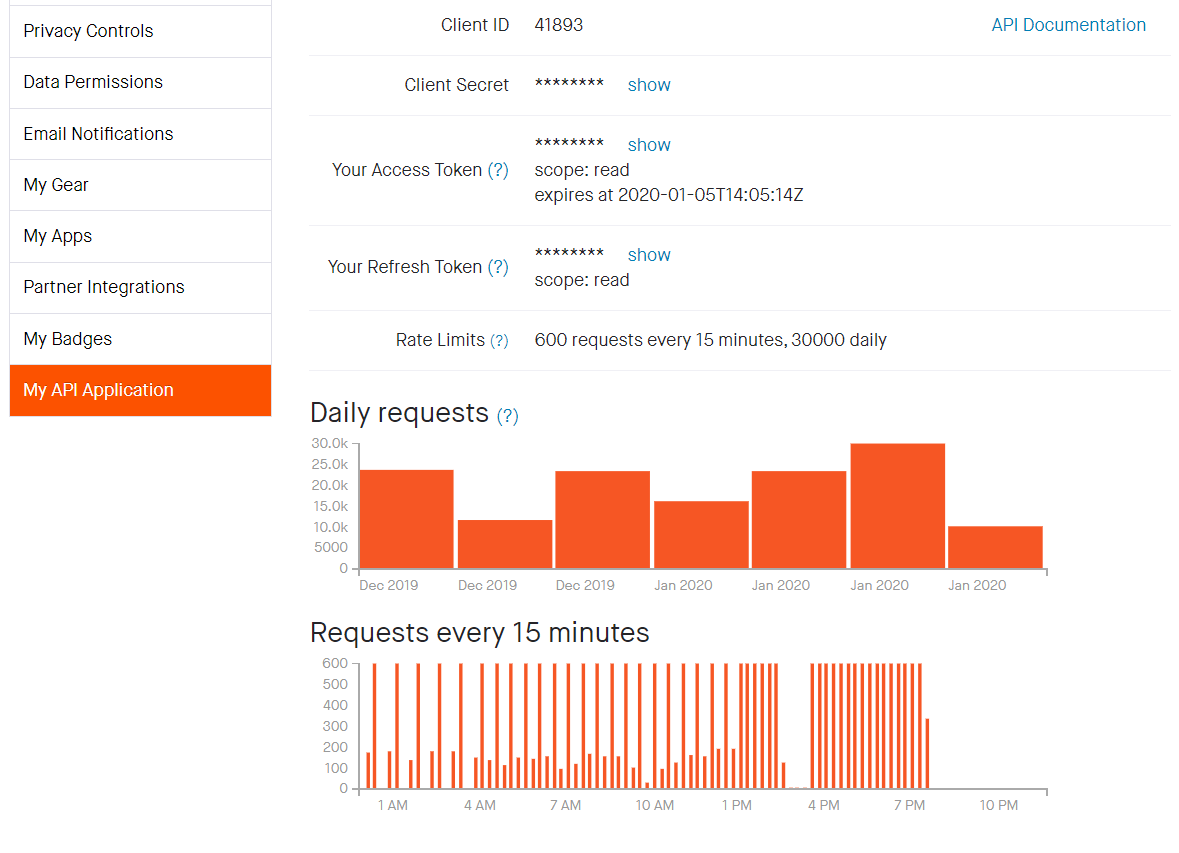 Privacy Controls
Data Permissions
Email Notifications
My Gear
My Apps
Partner Integrations
My Badges
My API Application
Client ID 41893 API Documentation
Client Secret ******** show
******** show
Your Access Token (?) scope: read
expires at 2020-01-05T14:05:14Z
******** show
Your Refresh Token (?)
scope: read
Rate Limits (?) 600 requests every 15 minutes, 30000 daily
Daily requests (?)
30.0k
25.0k
20.0k
15.0k
10.0k
5000
0
Dec 2019 Dec 2019 Dec 2019 Jan 2020 Jan 2020 Jan 2020 Jan 2020
Requests every 15 minutes
600
500
400
300
200
100
0
1 AM 4 AM 7 AM 10 AM 1 PM 4 PM 7 PM 10 PM